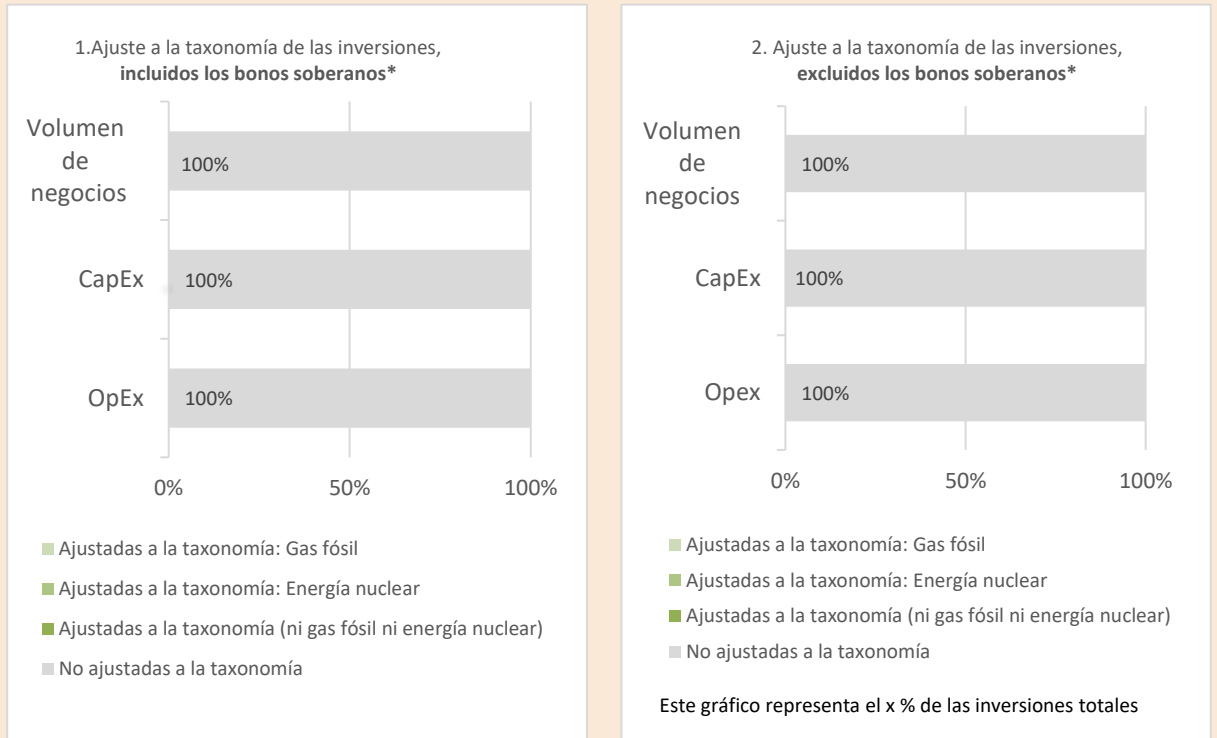 1.Ajuste a la taxonomía de las inversiones,
incluidos los bonos soberanos*
Volumen
de
negocios
100%
CapEx
100%
OpEx
100%
0%
50%
100%
Ajustadas a la taxonomía: Gas fósil
Ajustadas a la taxonomía: Energía nuclear
Ajustadas a la taxonomía (ni gas fósil ni energía nuclear)
No ajustadas a la taxonomía
2. Ajuste a la taxonomía de las inversiones,
excluidos los bonos soberanos*
Volumen
de
negocios
100%
CapEx
100%
Opex
100%
0%
50%
100%
Ajustadas a la taxonomía: Gas fósil
Ajustadas a la taxonomía: Energía nuclear
Ajustadas a la taxonomía (ni gas fósil ni energía nuclear)
No ajustadas a la taxonomía
Este gráfico representa el x % de las inversiones totales